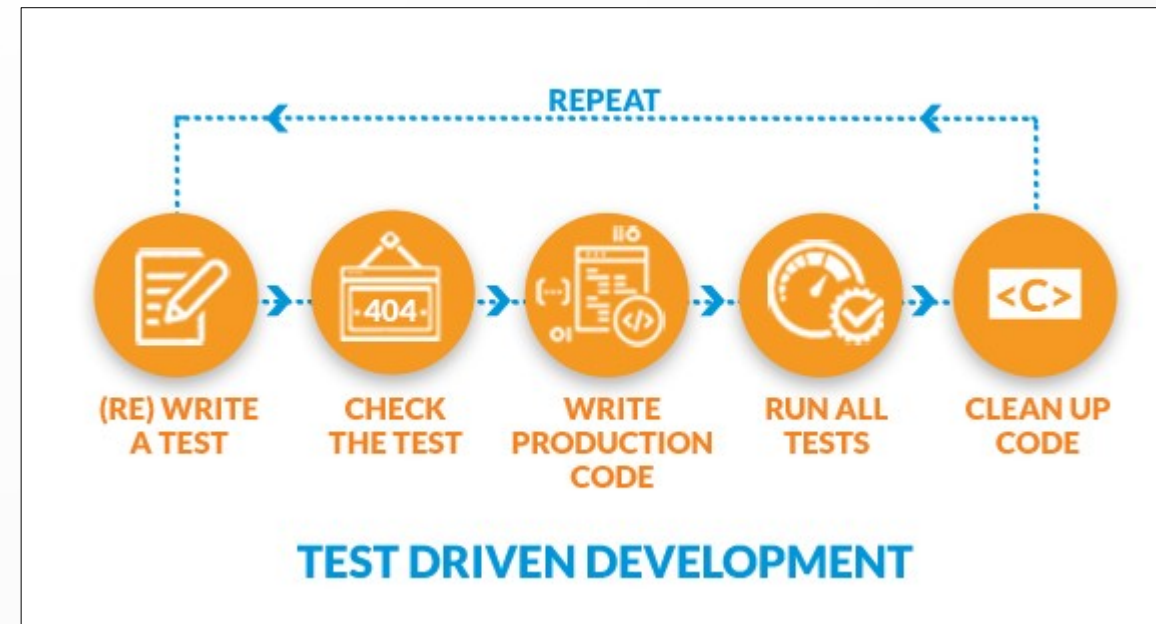 REPEAT
404
(RE) WRITE
A TEST
CHECK
THE TEST
WRITE
PRODUCTION
CODE
RUN ALL
TESTS
<C>
CLEAN UP
CODE
TEST DRIVEN DEVELOPMENT